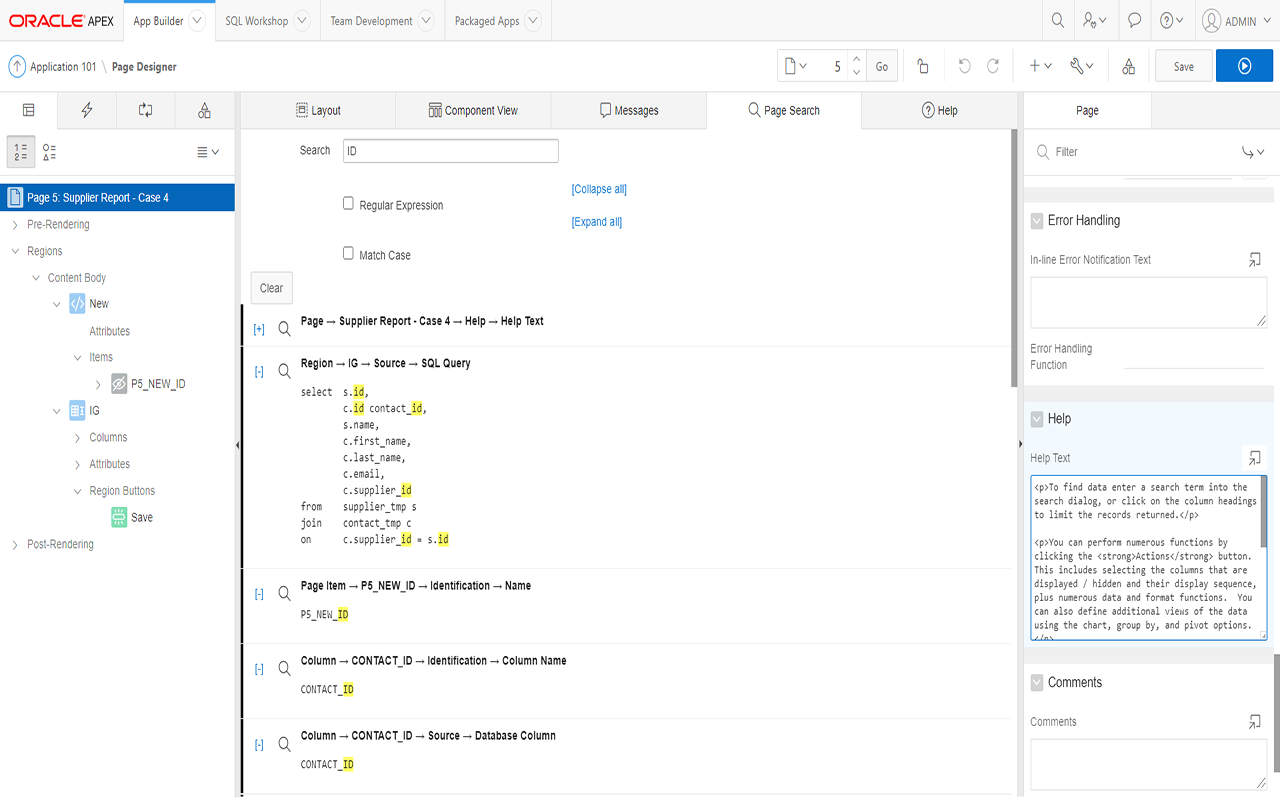 ORACLE APEX App Builder SQL Workshop Team Development Packaged Apps ADMIN
Application 101 \ Page Designer 5 Go Save
Layout Component View Messages Page Search Help Page
Page 5: Supplier Report - Case 4
Pre-Rendering
Regions
Content Body
New
Attributes
Items
P5_NEW_ID
IG
Columns
Attributes
Region Buttons
Save
Post-Rendering
Search ID
[Collapse all]
Regular Expression
[Expand all]
Match Case
Clear
[+] Page → Supplier Report - Case 4 → Help → Help Text
[-] Region → IG → Source → SQL Query
select s.id,
c.id contact_id,
s.name,
c.first_name,
c.last_name,
c.email,
c.supplier_id
from supplier_tmp s
join contact_tmp c
on c.supplier_id = s.id
[-] Page Item → P5_NEW_ID → Identification → Name
P5_NEW_ID
[-] Column → CONTACT_ID → Identification → Column Name
CONTACT_ID
[-] Column → CONTACT_ID → Source → Database Column
CONTACT_ID
Filter
Error Handling
In-line Error Notification Text
Error Handling
Function
Help
Help Text
<p>To find data enter a search term into the
search dialog, or click on the column headings
to limit the records returned.</p>
<p>You can perform numerous functions by
clicking the <strong>Actions</strong> button.
This includes selecting the columns that are
displayed / hidden and their display sequence,
plus numerous data and format functions.  You
can also define additional views of the data
using the chart, group by, and pivot options.
</p>
Comments
Comments